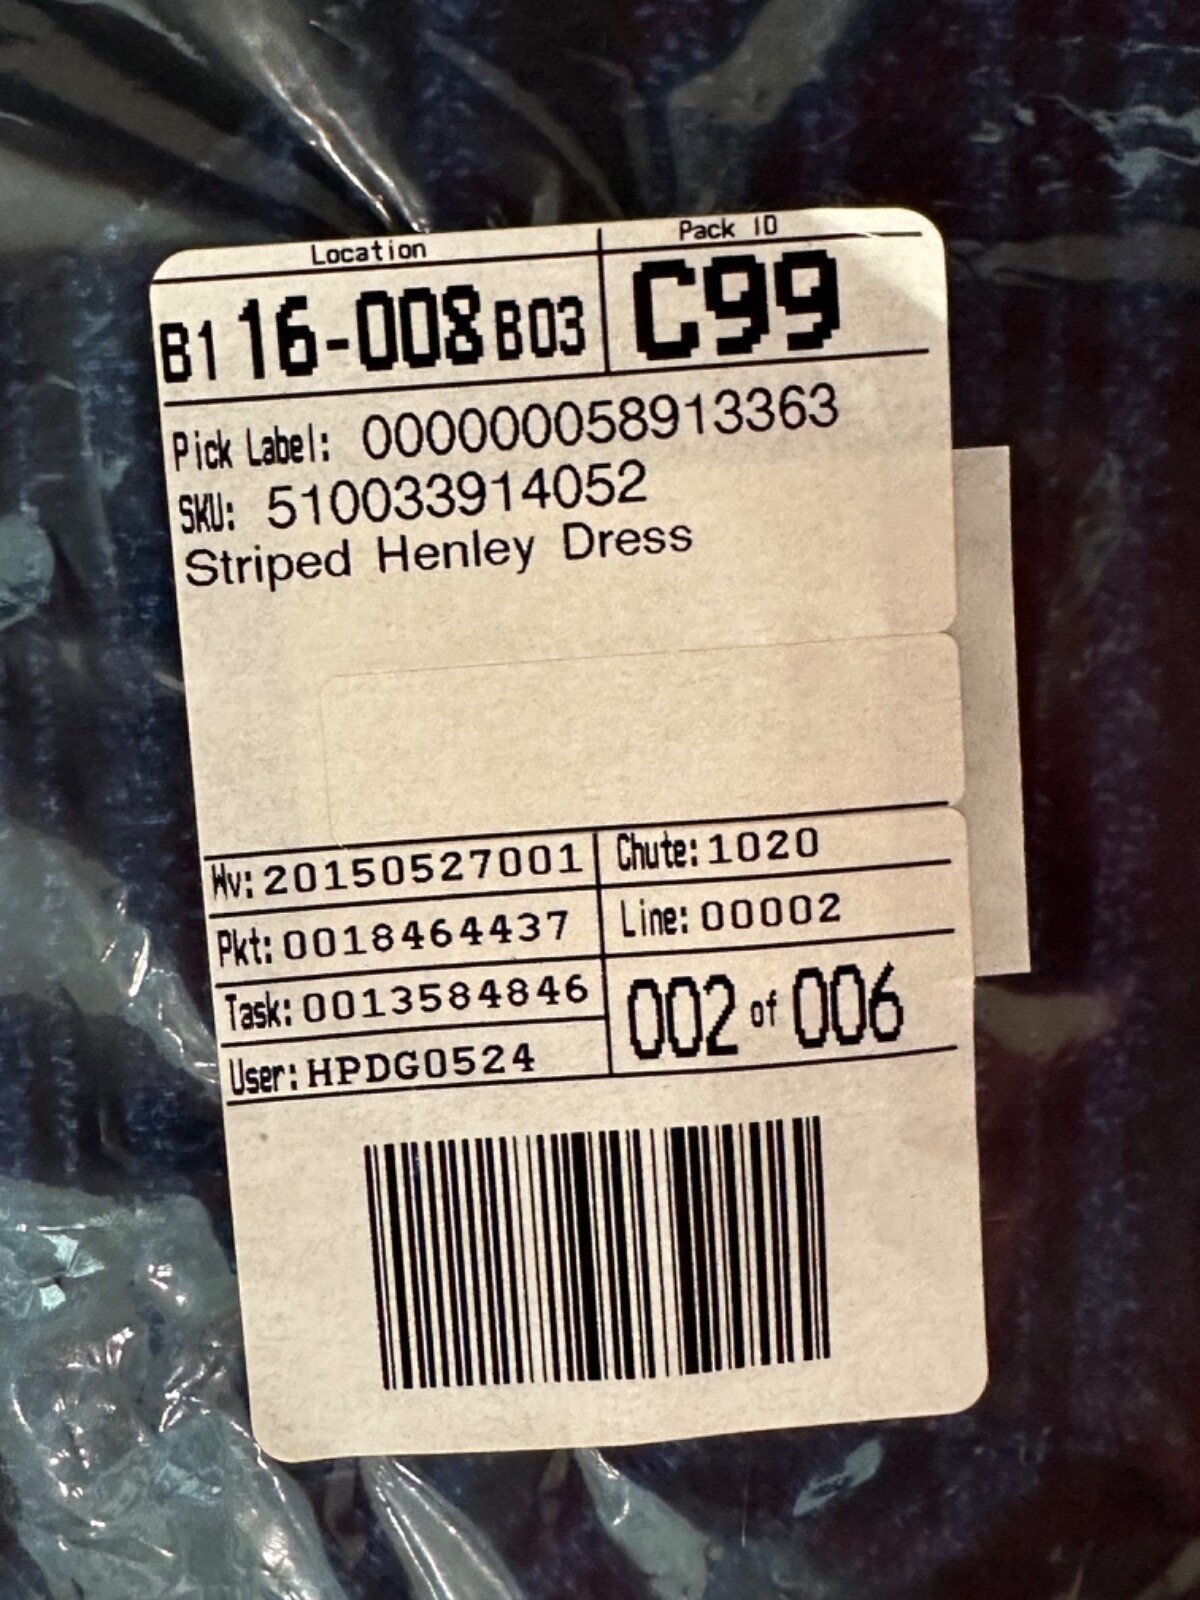 Location Pack ID
B1 16-008 B03 C99
Pick Label: 000000058913363
SKU: 510033914052
Striped Henley Dress
Wv: 20150527001 Chute: 1020
Pkt: 0018464437 Line: 00002
Task: 0013584846 002 of 006
User: HPDG0524